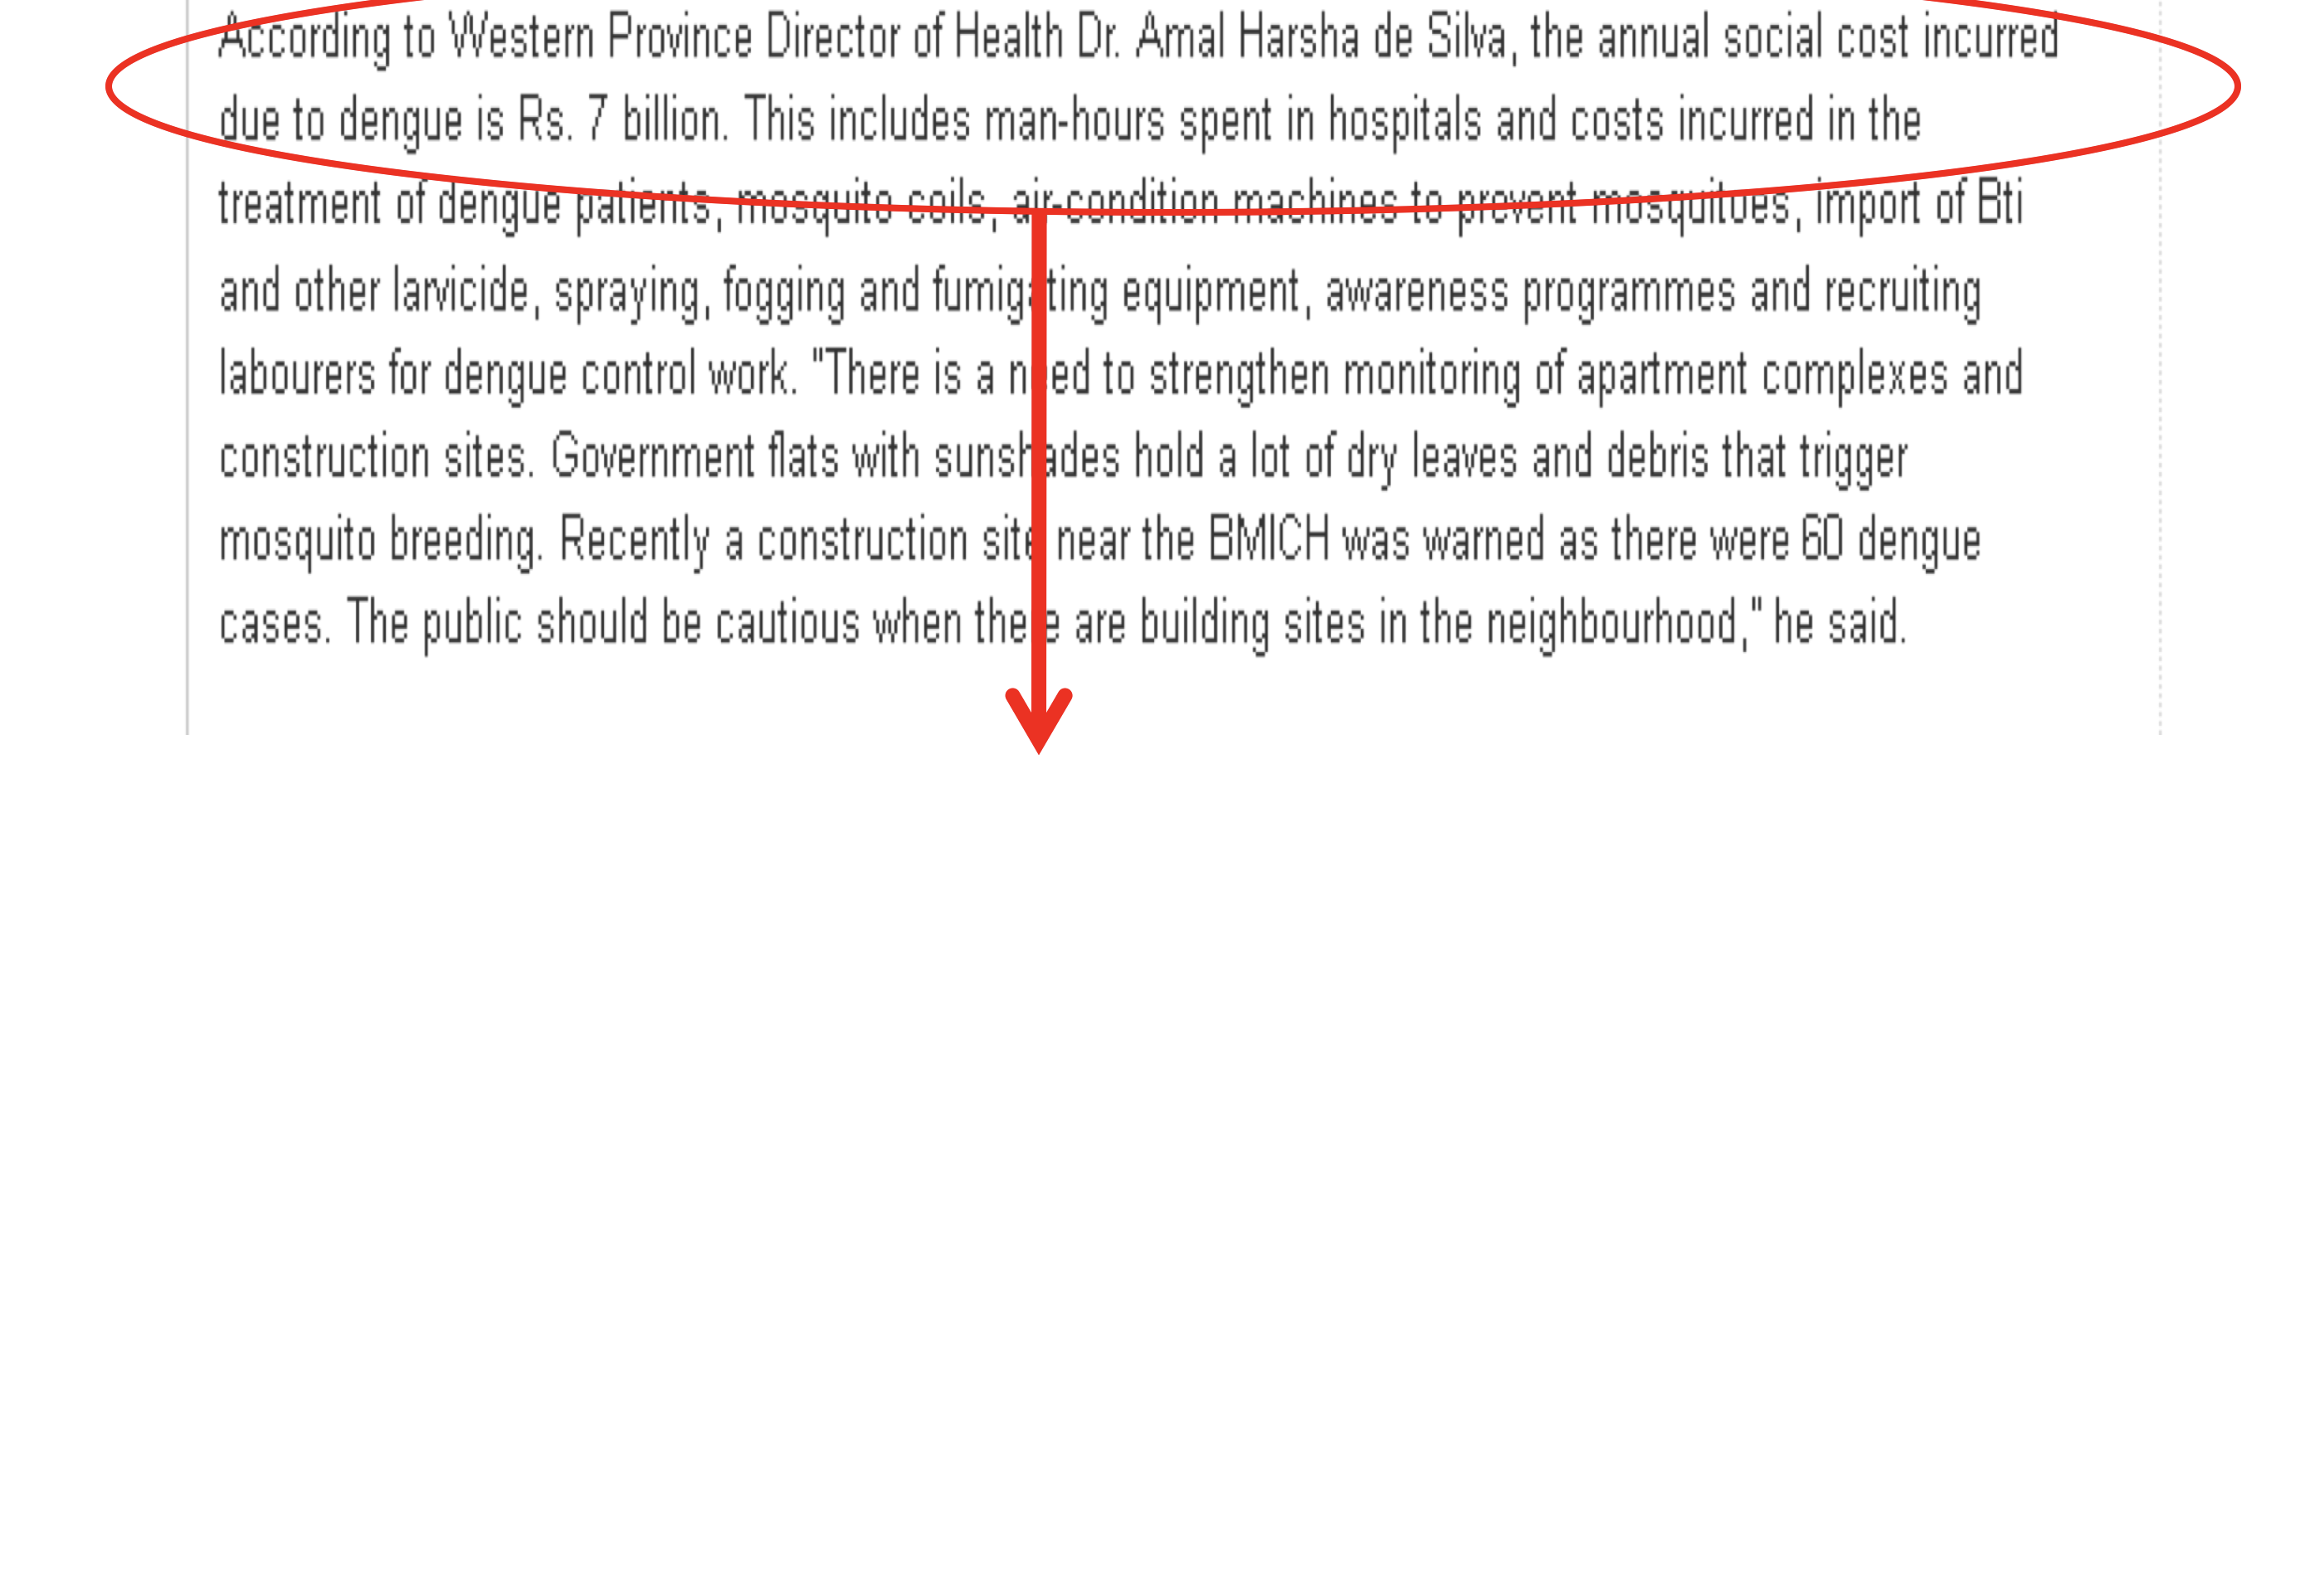 According to Western Province Director of Health Dr. Amal Harsha de Silva, the annual social cost incurred
due to dengue is Rs. 7 billion. This includes man-hours spent in hospitals and costs incurred in the
treatment of dengue patients, mosquito coils, air-condition machines to prevent mosquitoes, import of Bti
and other larvicide, spraying, fogging and fumigating equipment, awareness programmes and recruiting
labourers for dengue control work. "There is a need to strengthen monitoring of apartment complexes and
construction sites. Government flats with sunshades hold a lot of dry leaves and debris that trigger
mosquito breeding. Recently a construction site near the BMICH was warned as there were 60 dengue
cases. The public should be cautious when there are building sites in the neighbourhood," he said.